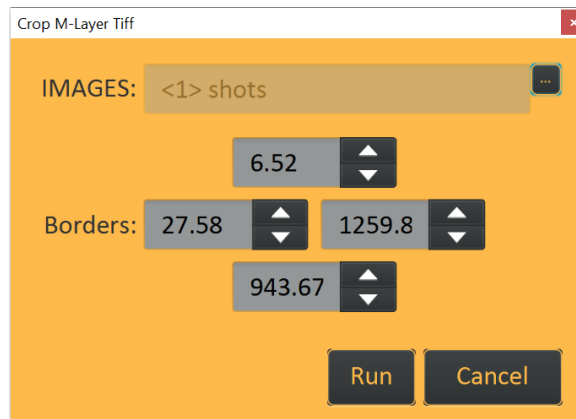 Crop M-Layer Tiff
IMAGES: <1> shots ...
6.52
Borders: 27.58 1259.8
943.67
Run Cancel